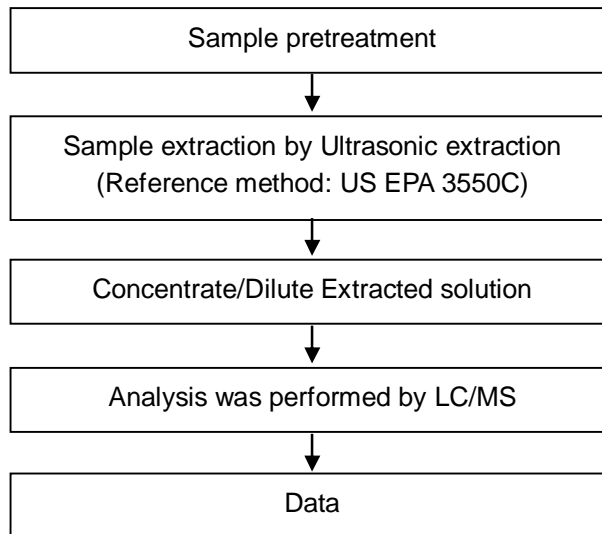 Sample pretreatment
Sample extraction by Ultrasonic extraction
(Reference method: US EPA 3550C)
Concentrate/Dilute Extracted solution
Analysis was performed by LC/MS
Data